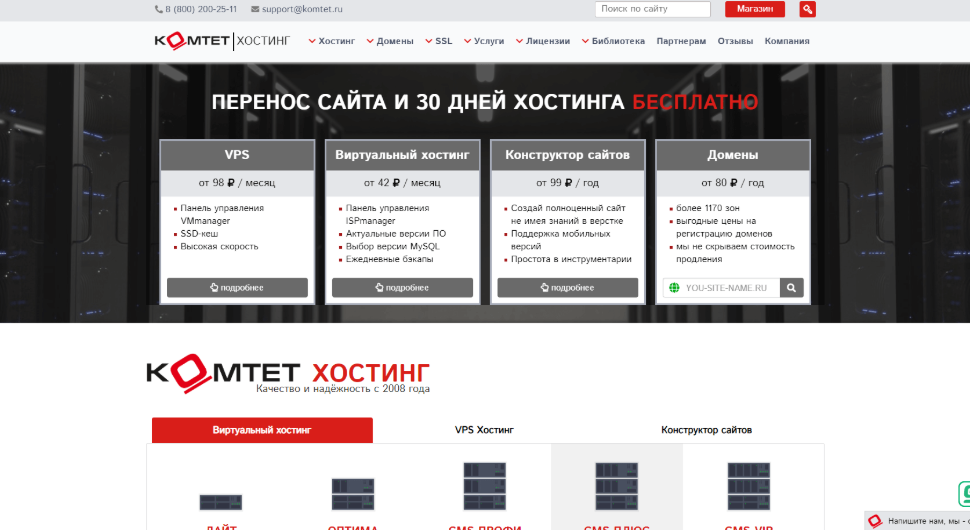 8 (800) 200-25-11 support@komtet.ru Поиск по сайту Магазин
КОМТЕТ ХОСТИНГ Хостинг Домены SSL Услуги Лицензии Библиотека Партнерам Отзывы Компания
ПЕРЕНОС САЙТА И 30 ДНЕЙ ХОСТИНГА БЕСПЛАТНО
VPS
от 98 ₽ / месяц
Панель управления
VMmanager
SSD-кеш
Высокая скорость
подробнее
Виртуальный хостинг
от 42 ₽ / месяц
Панель управления
ISPmanager
Актуальные версии ПО
Выбор версии MySQL
Ежедневные бэкапы
подробнее
Конструктор сайтов
от 99 ₽ / год
Создай полноценный сайт
не имея знаний в верстке
Поддержка мобильных
версий
Простота в инструментарии
подробнее
Домены
от 80 ₽ / год
более 1170 зон
выгодные цены на
регистрацию доменов
мы не скрываем стоимость
продления
YOU-SITE-NAME.RU
КОМТЕТ ХОСТИНГ
Качество и надёжность с 2008 года
Виртуальный хостинг VPS Хостинг Конструктор сайтов
ЛАЙТ ОПТИМА CMS ПРОФИ CMS ПЛЮС CMS VIP
Напишите нам, мы -